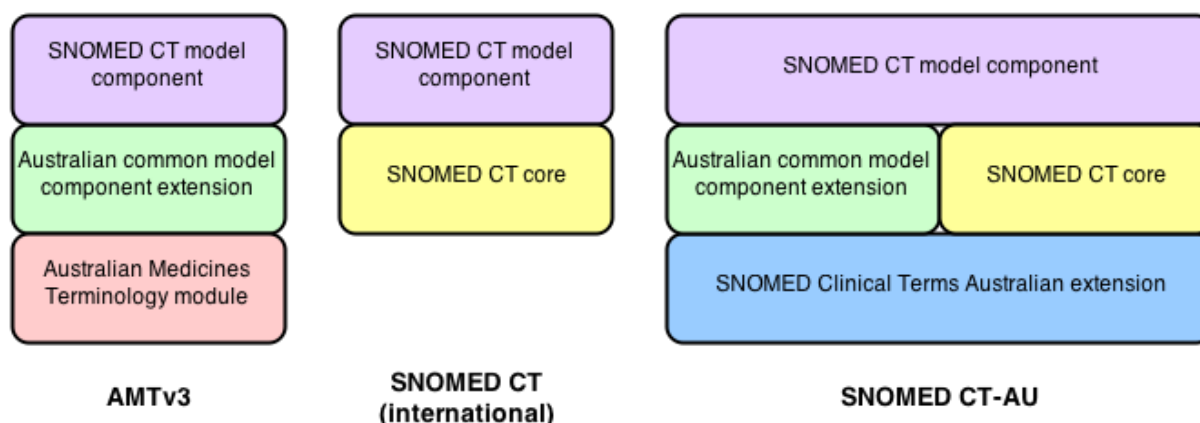 SNOMED CT model
component
Australian common model
component extension
Australian Medicines
Terminology module
AMTv3
SNOMED CT model
component
SNOMED CT core
SNOMED CT
(international)
SNOMED CT model component
Australian common model
component extension
SNOMED CT core
SNOMED Clinical Terms Australian extension
SNOMED CT-AU